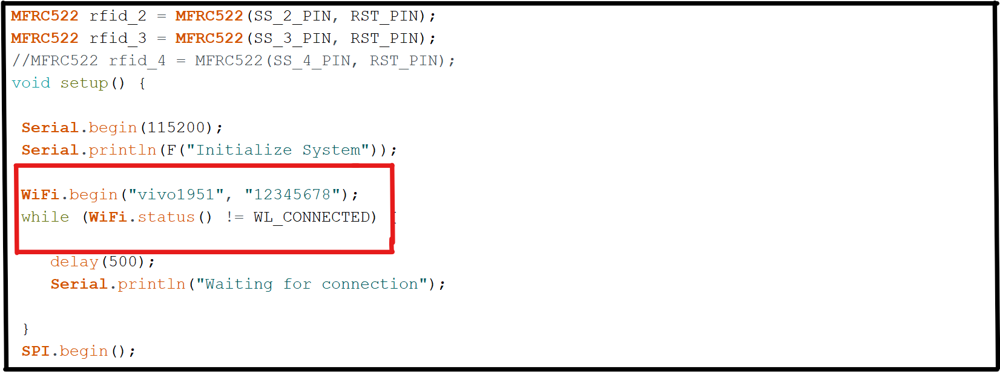 MFRC522 rfid_2 = MFRC522(SS_2_PIN, RST_PIN);
MFRC522 rfid_3 = MFRC522(SS_3_PIN, RST_PIN);
//MFRC522 rfid_4 = MFRC522(SS_4_PIN, RST_PIN);
void setup() {
Serial.begin(115200);
Serial.println(F("Initialize System"));
WiFi.begin("vivo1951", "12345678");
while (WiFi.status() != WL_CONNECTED) {
delay(500);
Serial.println("Waiting for connection");
}
SPI.begin();